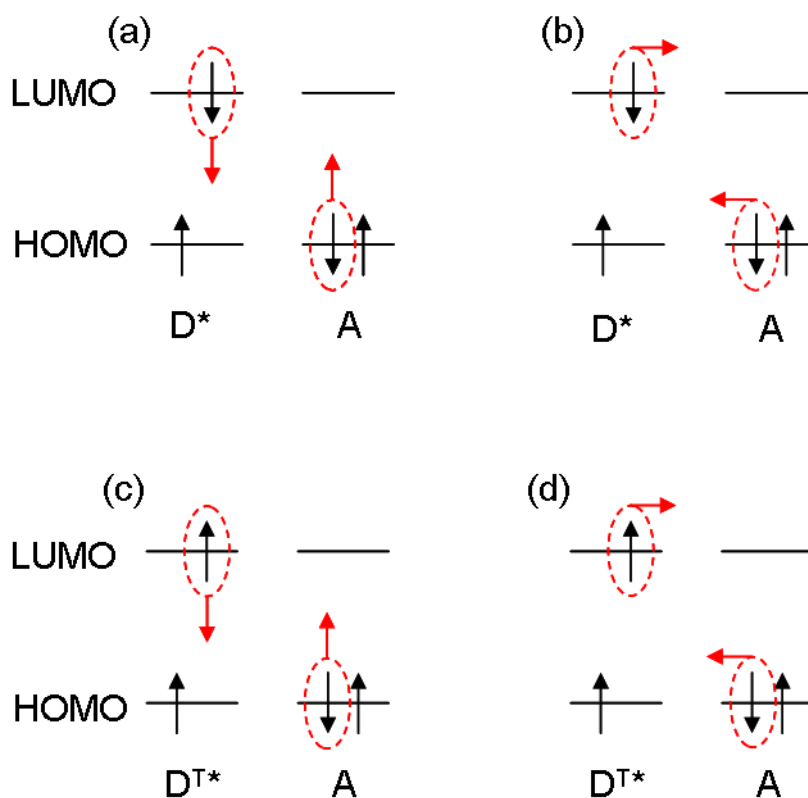 (a) (b)
LUMO
HOMO
D* A D* A
(c) (d)
LUMO
HOMO
Dᵀ* A Dᵀ* A